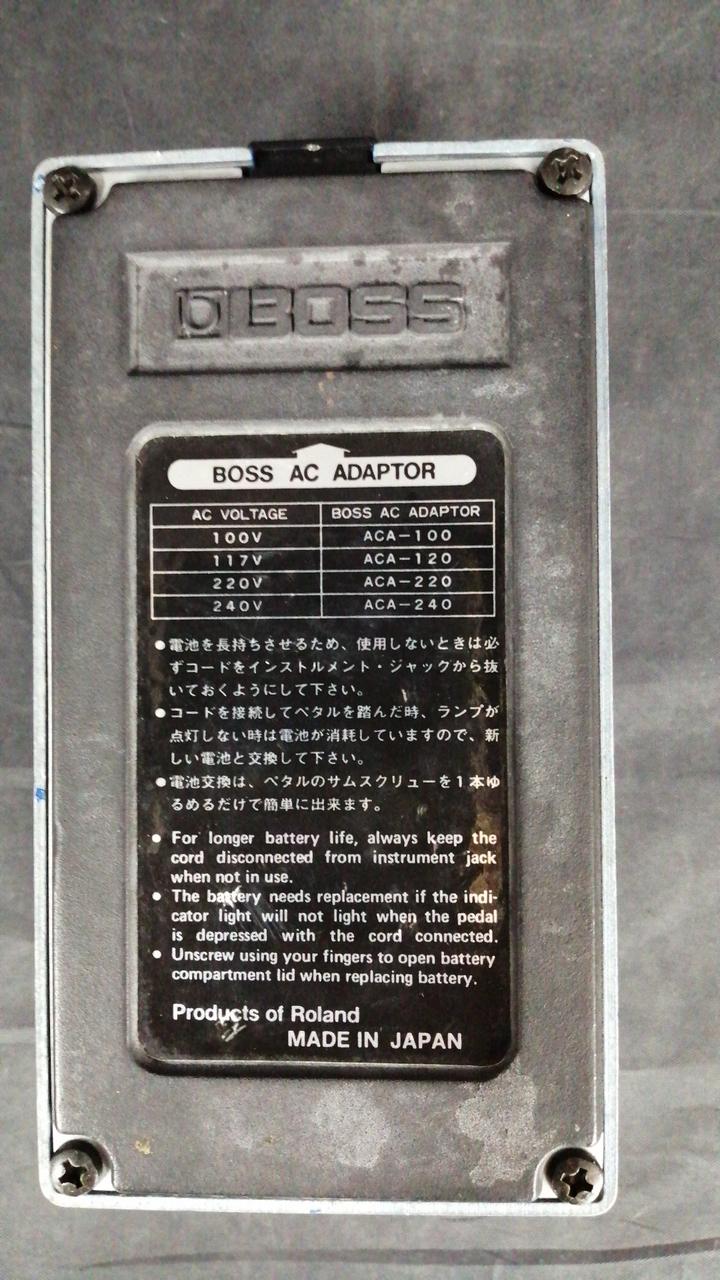 BOSS
BOSS AC ADAPTOR
AC VOLTAGE BOSS AC ADAPTOR
100V ACA-100
117V ACA-120
220V ACA-220
240V ACA-240
●電池を長持ちさせるため、使用しないときは必
ずコードをインストルメント・ジャックから抜
いておくようにして下さい。
●コードを接続してペタルを踏んだ時、ランプが
点灯しない時は電池が消耗していますので、新
しい電池と交換して下さい。
●電池交換は、ペタルのサムスクリューを1本ゆ
るめるだけで簡単に出来ます。
● For longer battery life, always keep the
cord disconnected from instrument jack
when not in use.
● The battery needs replacement if the indi-
cator light will not light when the pedal
is depressed with the cord connected.
● Unscrew using your fingers to open battery
compartment lid when replacing battery.
Products of Roland
MADE IN JAPAN